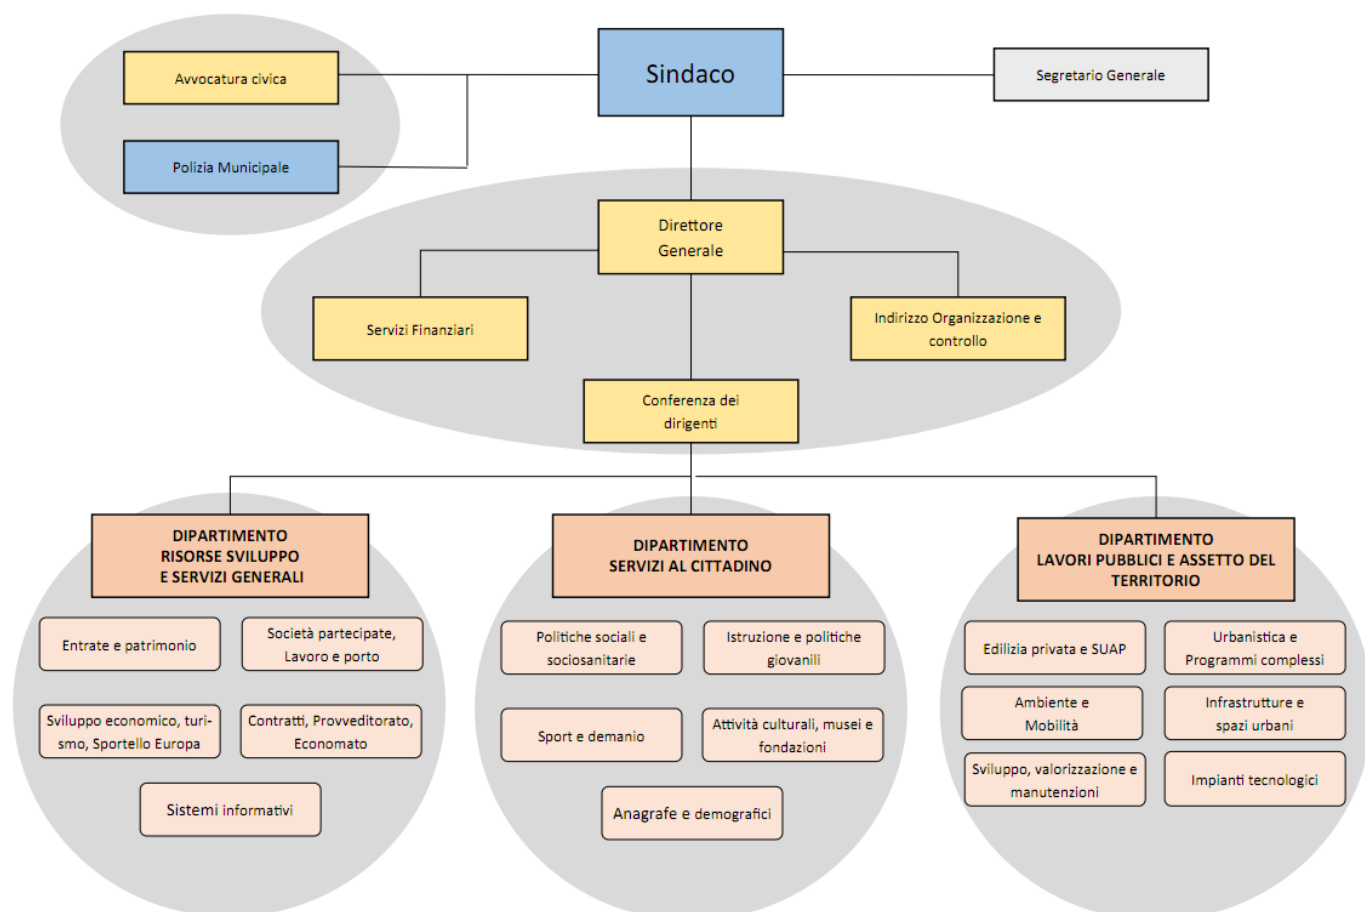 Avvocatura civica
Sindaco
Segretario Generale
Polizia Municipale
Direttore
Generale
Servizi Finanziari
Indirizzo Organizzazione e
controllo
Conferenza dei
dirigenti
DIPARTIMENTO
RISORSE SVILUPPO
E SERVIZI GENERALI
Entrate e patrimonio
Società partecipate,
Lavoro e porto
Sviluppo economico, turi-
smo, Sportello Europa
Contratti, Provveditorato,
Economato
Sistemi informativi
DIPARTIMENTO
SERVIZI AL CITTADINO
Politiche sociali e
sociosanitarie
Istruzione e politiche
giovanili
Sport e demanio
Attività culturali, musei e
fondazioni
Anagrafe e demografici
DIPARTIMENTO
LAVORI PUBBLICI E ASSETTO DEL
TERRITORIO
Edilizia privata e SUAP
Urbanistica e
Programmi complessi
Ambiente e
Mobilità
Infrastrutture e
spazi urbani
Sviluppo, valorizzazione e
manutenzioni
Impianti tecnologici